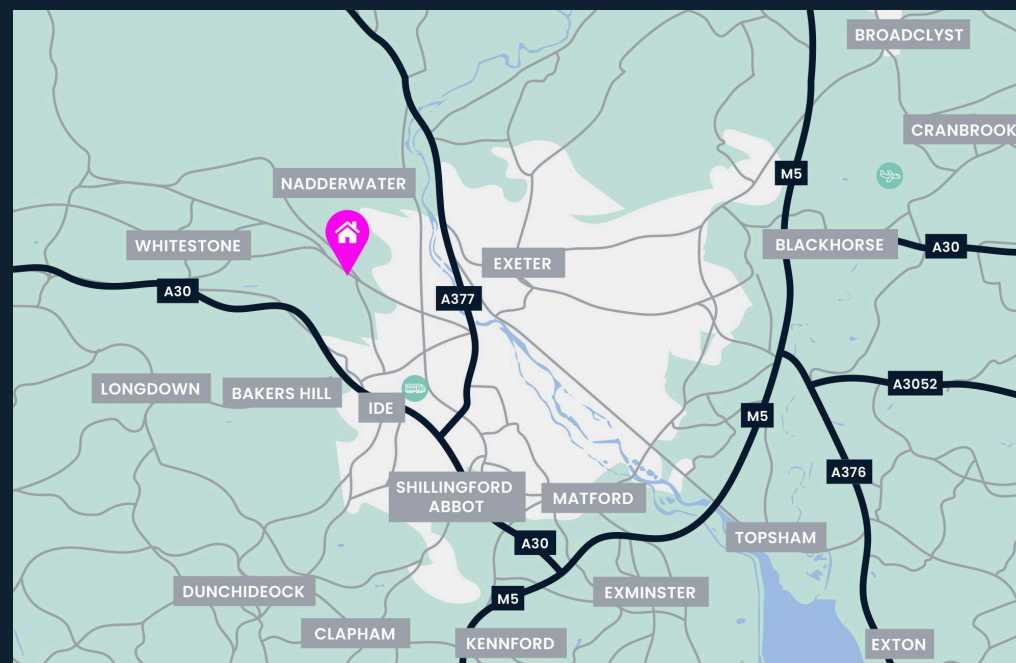 BROADCLYST
CRANBROOK
M5
NADDERWATER
WHITESTONE
BLACKHORSE
A30
EXETER
A30
A377
LONGDOWN
BAKERS HILL
IDE
A3052
M5
A376
SHILLINGFORD
ABBOT
MATFORD
TOPSHAM
A30
DUNCHIDEOCK
M5
EXMINSTER
CLAPHAM
KENNFORD
EXTON